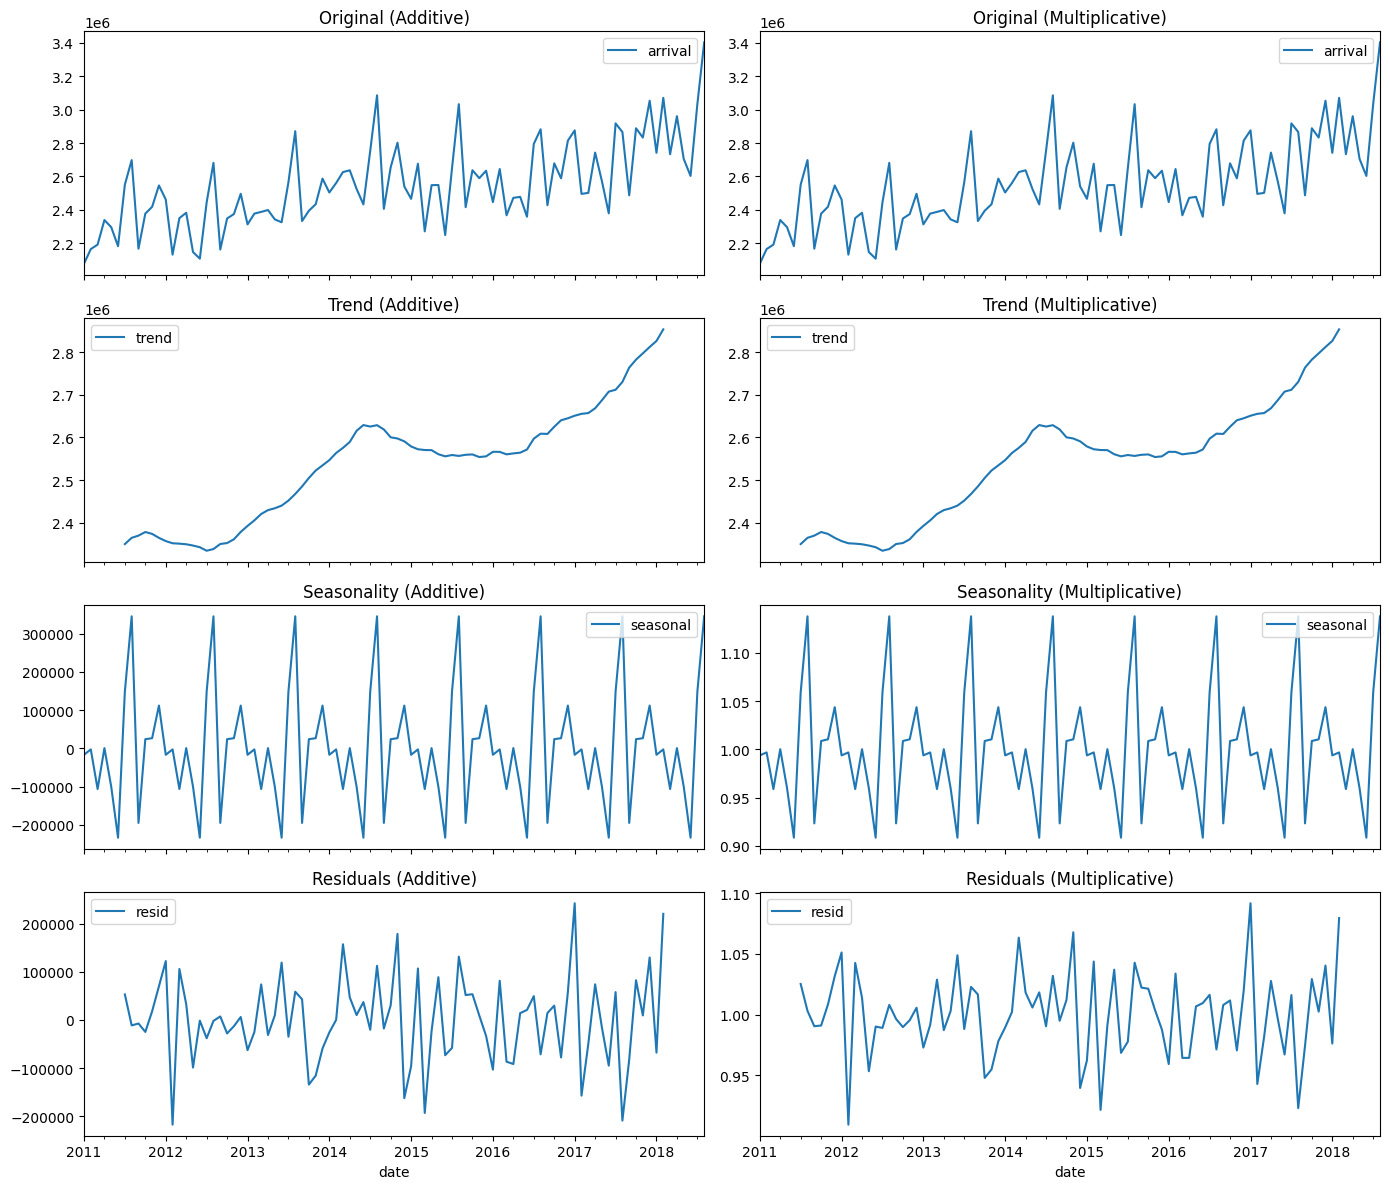 Original (Additive)
1e6
arrival
3.4
3.2
3.0
2.8
2.6
2.4
2.2
Original (Multiplicative)
1e6
arrival
3.4
3.2
3.0
2.8
2.6
2.4
2.2
Trend (Additive)
1e6
trend
2.8
2.7
2.6
2.5
2.4
Trend (Multiplicative)
1e6
trend
2.8
2.7
2.6
2.5
2.4
Seasonality (Additive)
seasonal
300000
200000
100000
0
−100000
−200000
Seasonality (Multiplicative)
seasonal
1.10
1.05
1.00
0.95
0.90
Residuals (Additive)
resid
200000
100000
0
−100000
−200000
2011 2012 2013 2014 2015 2016 2017 2018
date
Residuals (Multiplicative)
resid
1.10
1.05
1.00
0.95
2011 2012 2013 2014 2015 2016 2017 2018
date